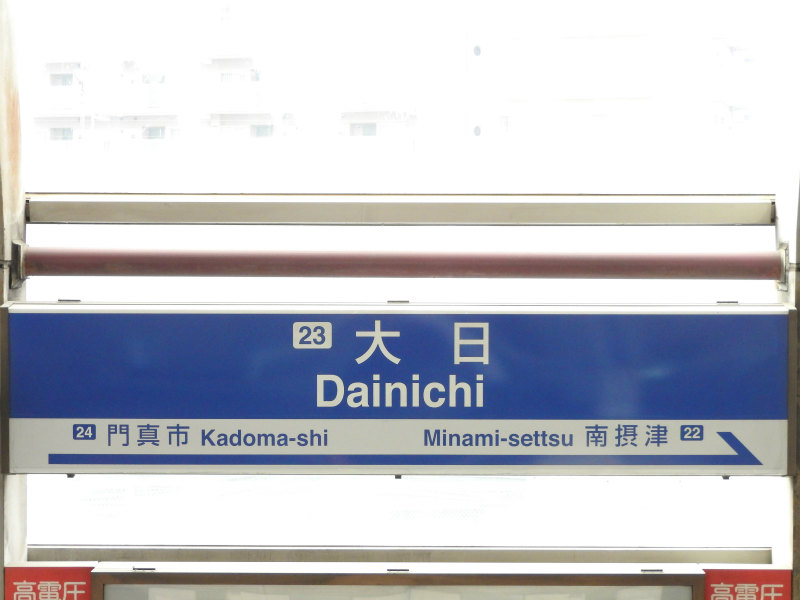 23 大日
Dainichi
24 門真市 Kadoma-shi Minami-settsu 南摂津 22
高電圧 高電圧